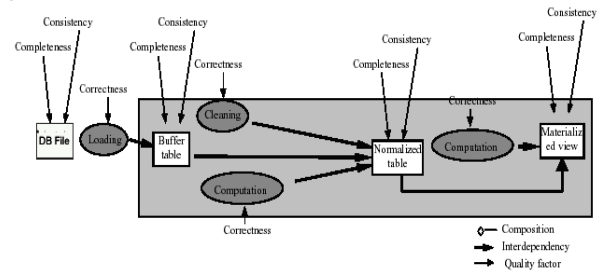 Consistency
Completeness
Correctness
DB File
Loading
Consistency
Completeness
Correctness
Cleaning
Buffer
table
Computation
Correctness
Consistency
Completeness
Normalized
table
Correctness
Computation
Consistency
Completeness
Materializ
ed view
Composition
Interdependency
Quality factor